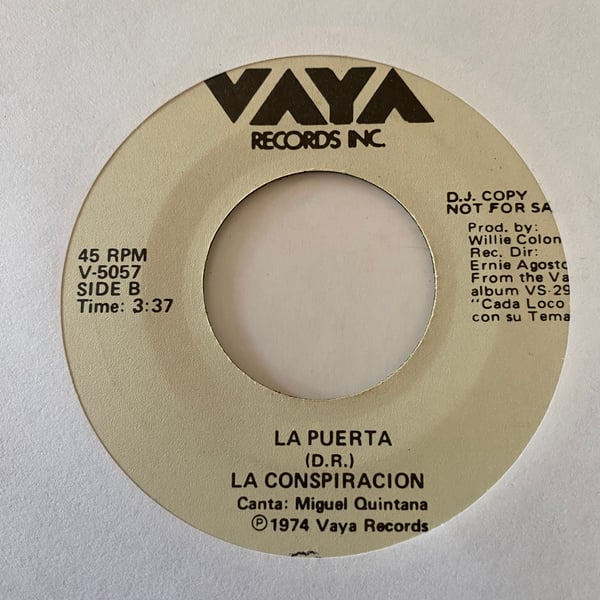 VAYA
RECORDS INC.
D.J. COPY
NOT FOR SA
Prod. by:
Willie Colon
Rec. Dir:
Ernie Agosto
From the Va
album VS-29
"Cada Loco
con su Tema
45 RPM
V-5057
SIDE B
Time: 3:37
LA PUERTA
(D.R.)
LA CONSPIRACION
Canta: Miguel Quintana
Ⓟ1974 Vaya Records